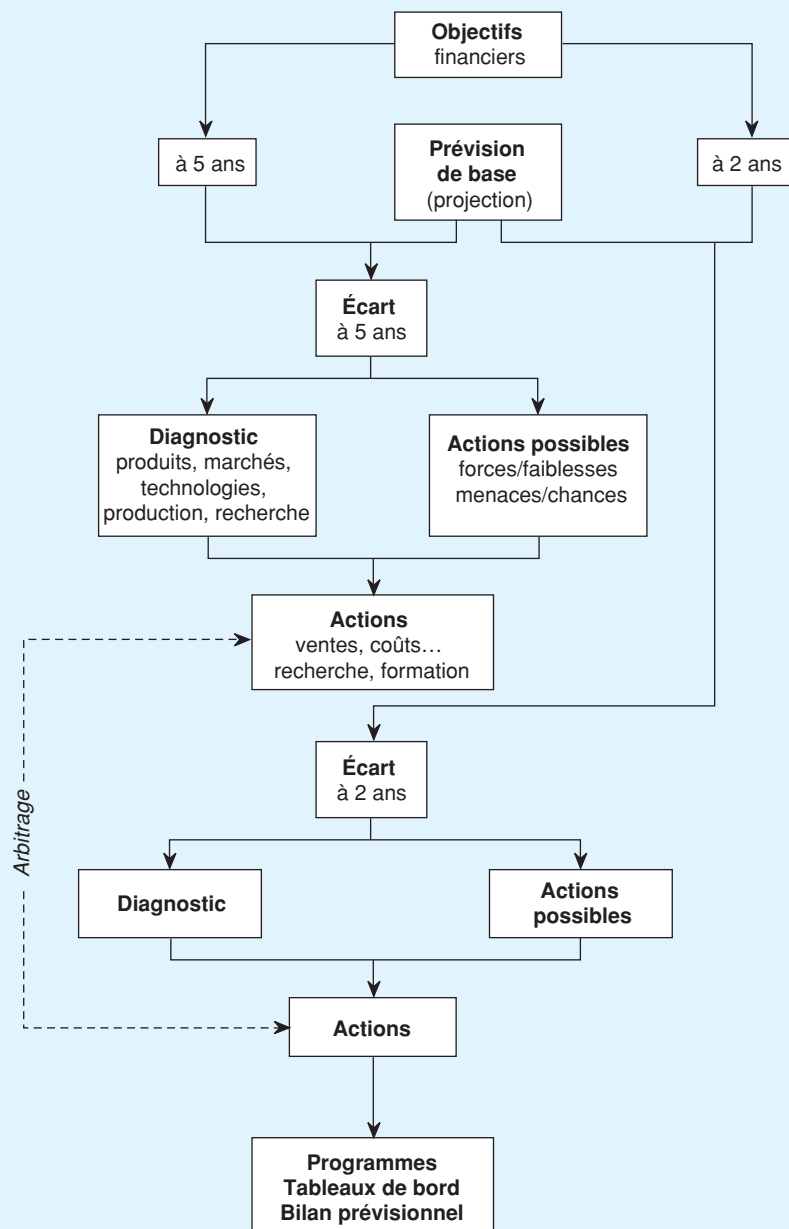 Objectifs
financiers
à 5 ans
Prévision
de base
(projection)
à 2 ans
Écart
à 5 ans
Diagnostic
produits, marchés,
technologies,
production, recherche
Actions possibles
forces/faiblesses
menaces/chances
Actions
ventes, coûts…
recherche, formation
Écart
à 2 ans
Arbitrage
Diagnostic
Actions
possibles
Actions
Programmes
Tableaux de bord
Bilan prévisionnel